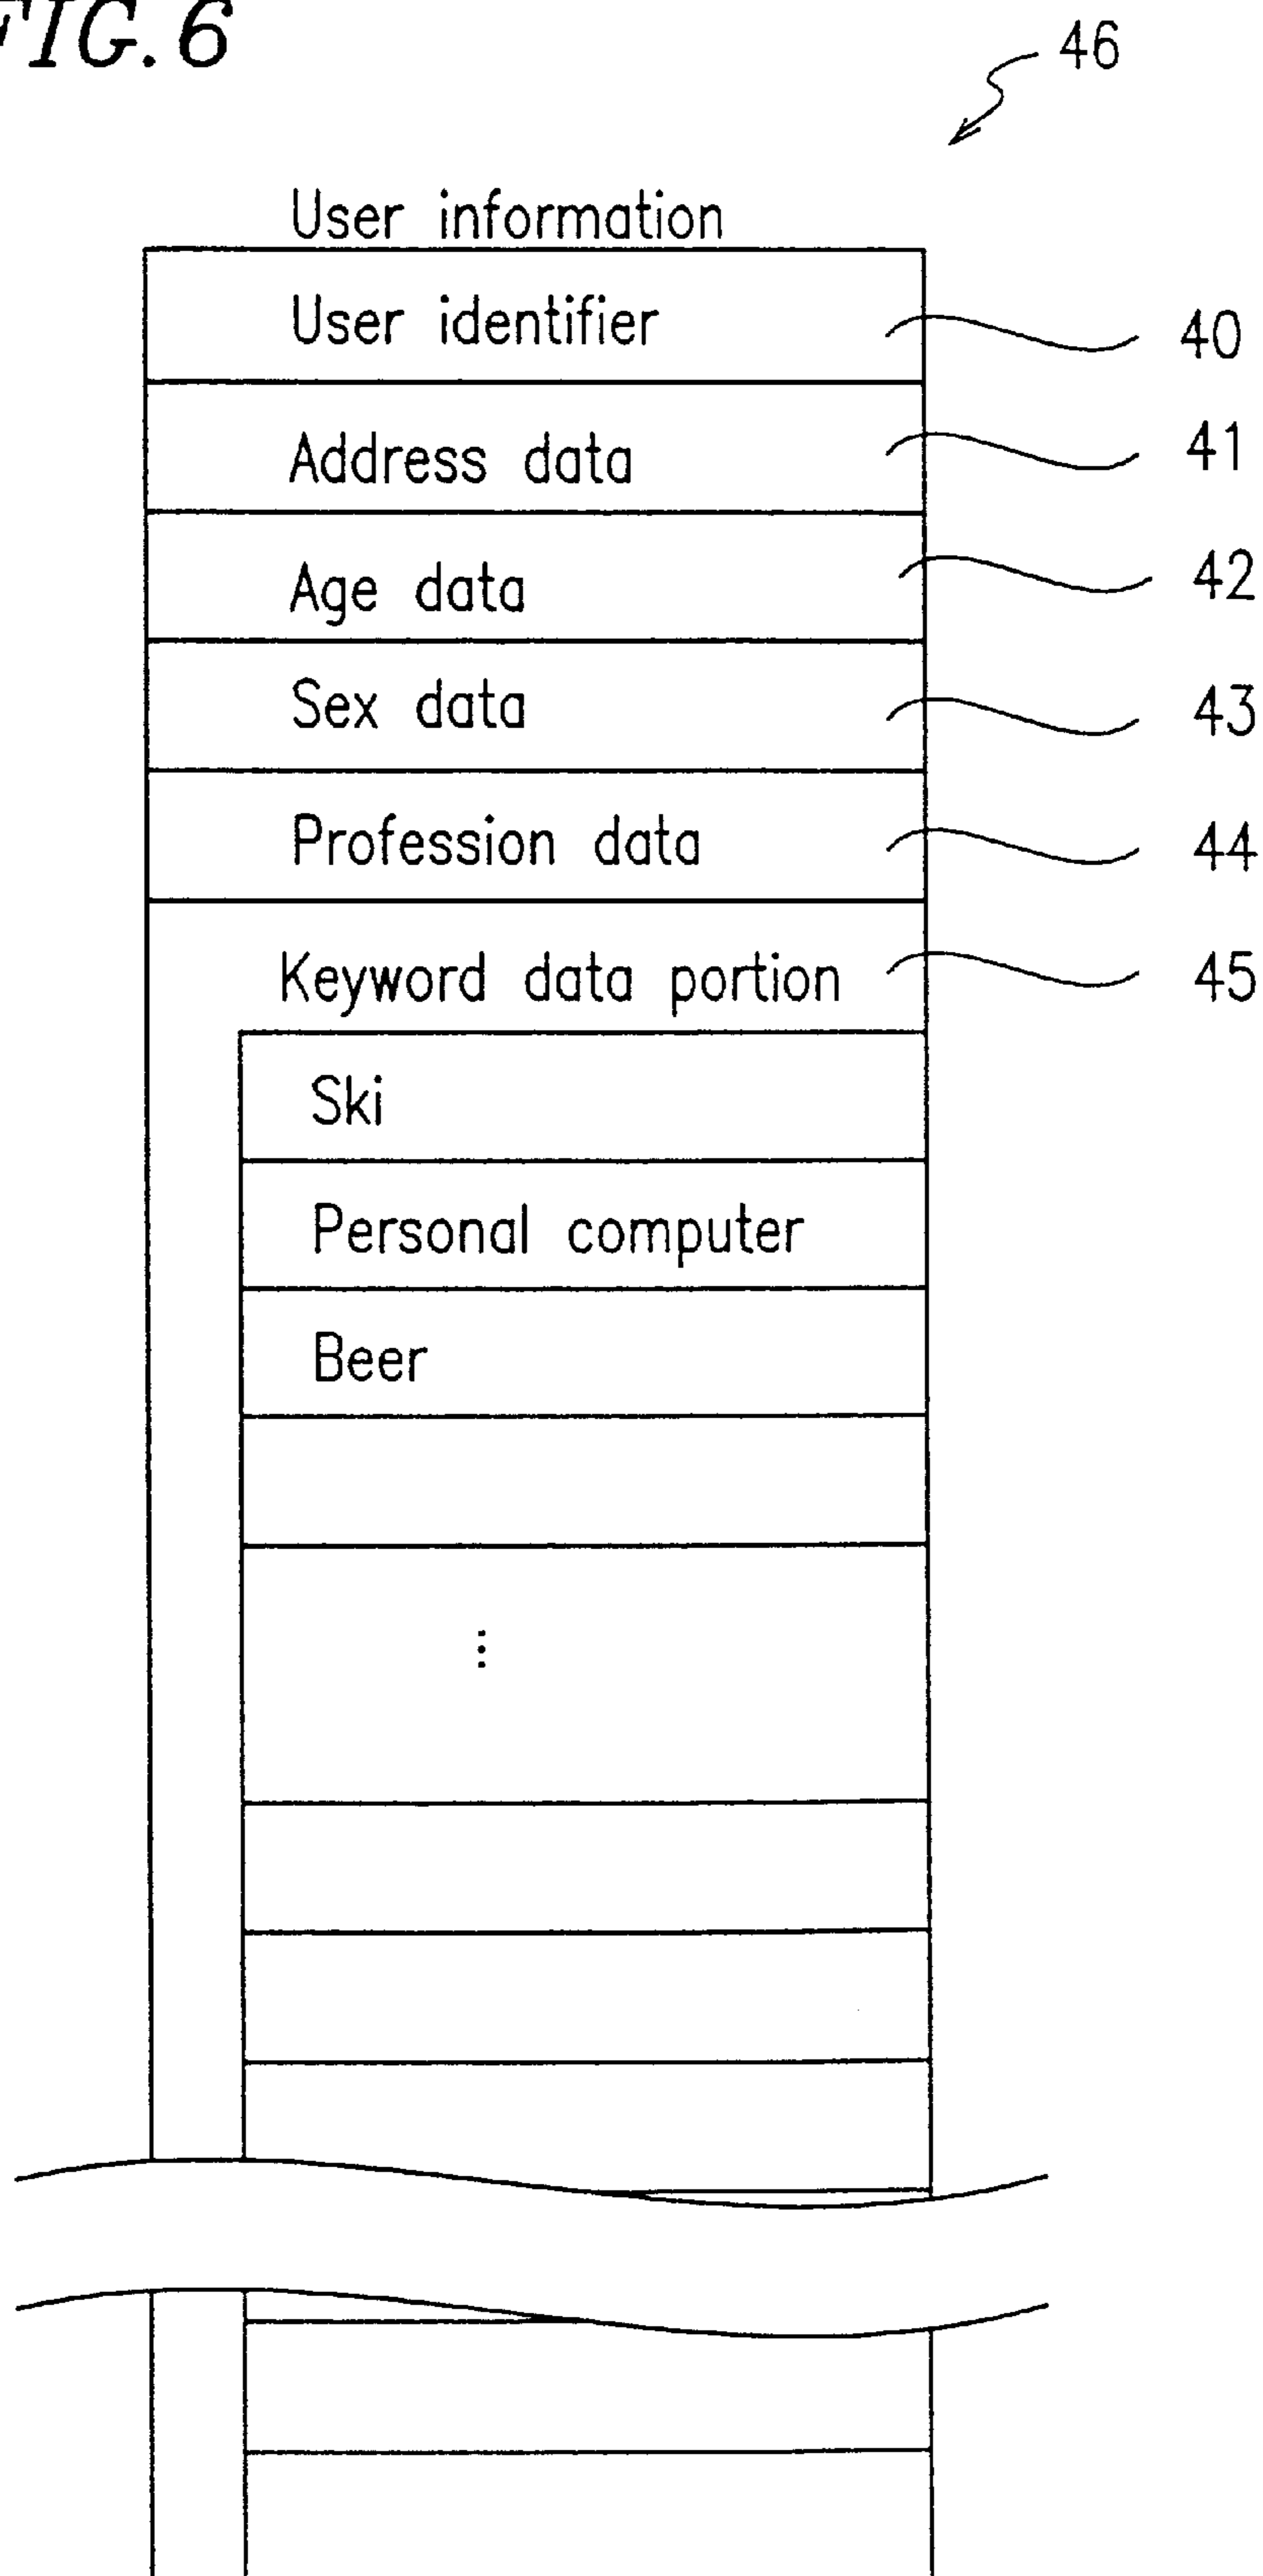 FIG. 6
46
User information
User identifier 40
Address data 41
Age data 42
Sex data 43
Profession data 44
Keyword data portion 45
Ski
Personal computer
Beer
⋮